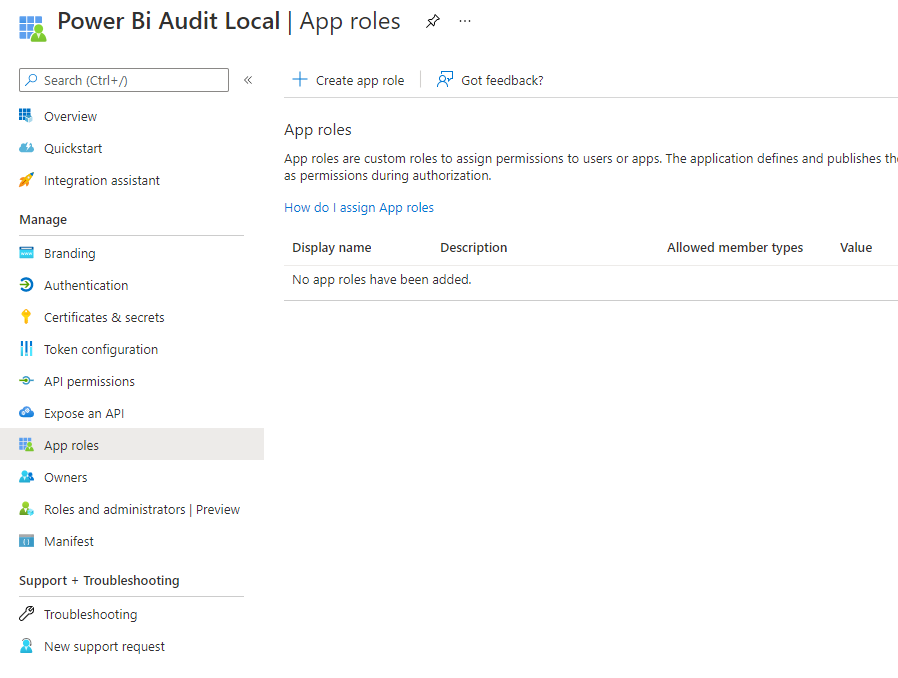 Power Bi Audit Local | App roles
Search (Ctrl+/)
Overview
Quickstart
Integration assistant
Manage
Branding
Authentication
Certificates & secrets
Token configuration
API permissions
Expose an API
App roles
Owners
Roles and administrators | Preview
Manifest
Support + Troubleshooting
Troubleshooting
New support request
Create app role
Got feedback?
App roles
App roles are custom roles to assign permissions to users or apps. The application defines and publishes
as permissions during authorization.
How do I assign App roles
Display name Description Allowed member types Value
No app roles have been added.